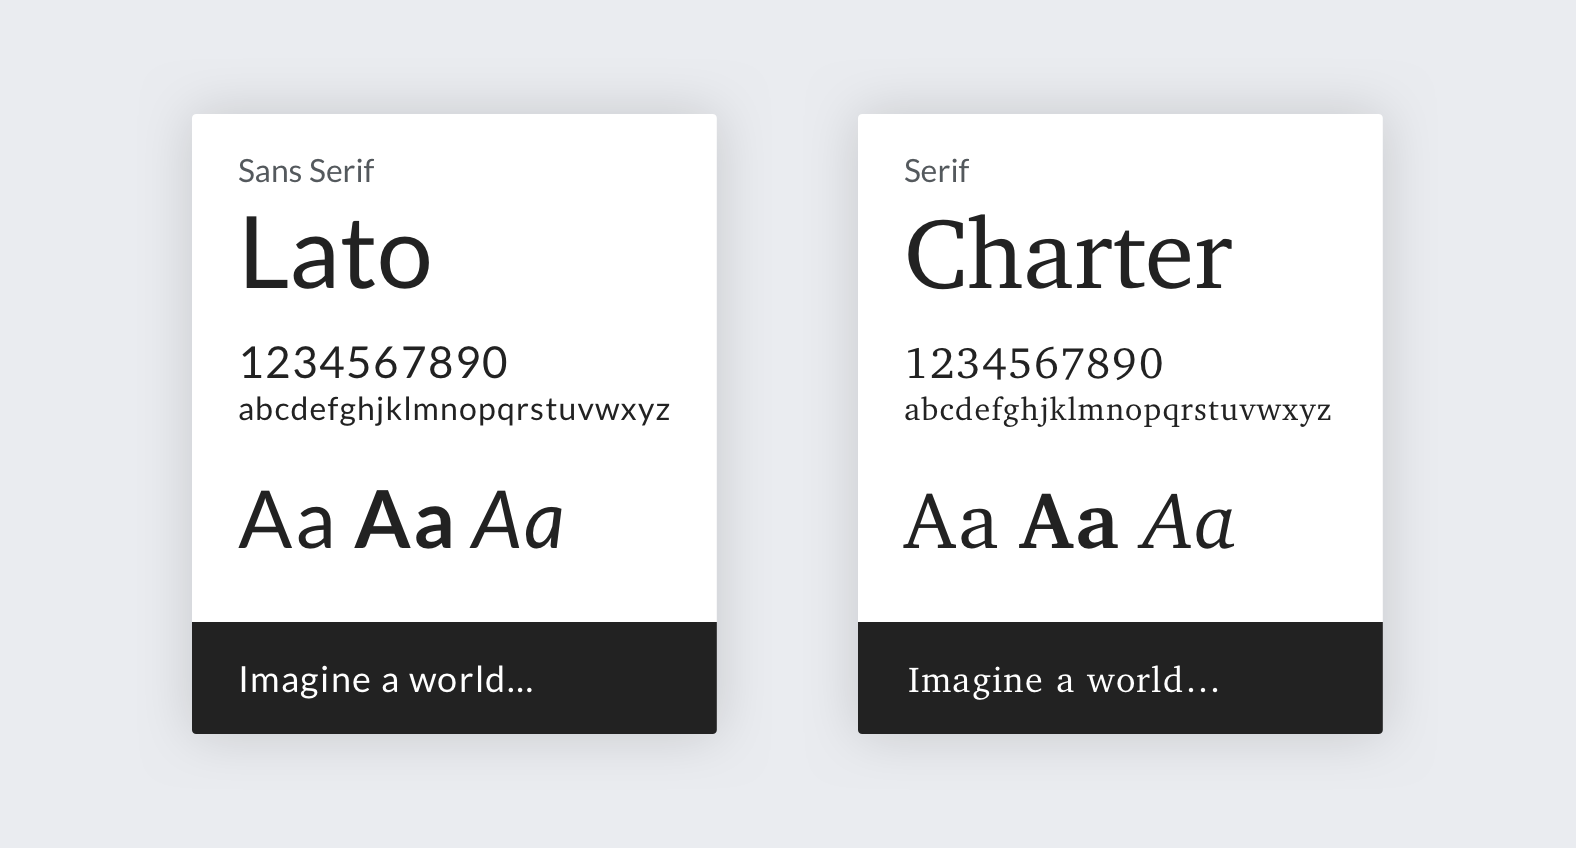 Sans Serif
Lato
1234567890
abcdefghjklmnopqrstuvwxyz
Aa Aa Aa
Imagine a world...
Serif
Charter
1234567890
abcdefghjklmnopqrstuvwxyz
Aa Aa Aa
Imagine a world...